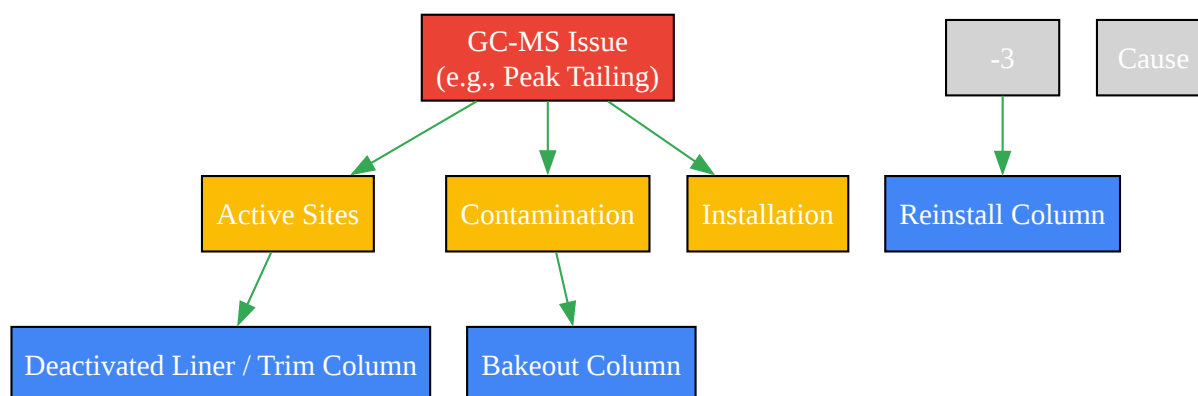 GC-MS Issue
(e.g., Peak Tailing)
-3
Cause
Active Sites
Contamination
Installation
Reinstall Column
Deactivated Liner / Trim Column
Bakeout Column